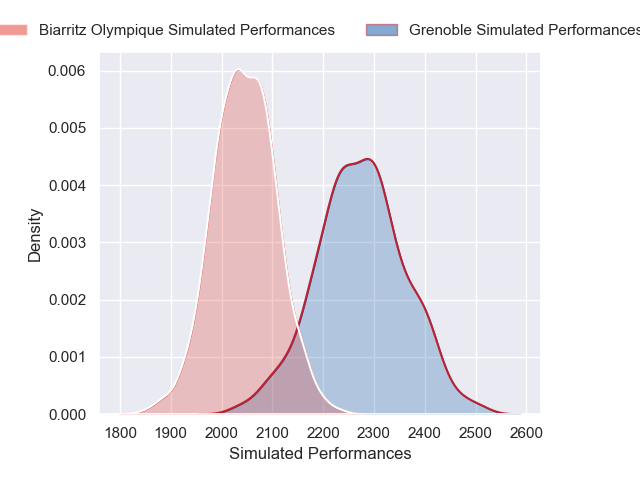 Biarritz Olympique Simulated Performances
Grenoble Simulated Performances
0.006
0.005
0.004
0.003
0.002
0.001
0.000
Density
1800 1900 2000 2100 2200 2300 2400 2500 2600
Simulated Performances